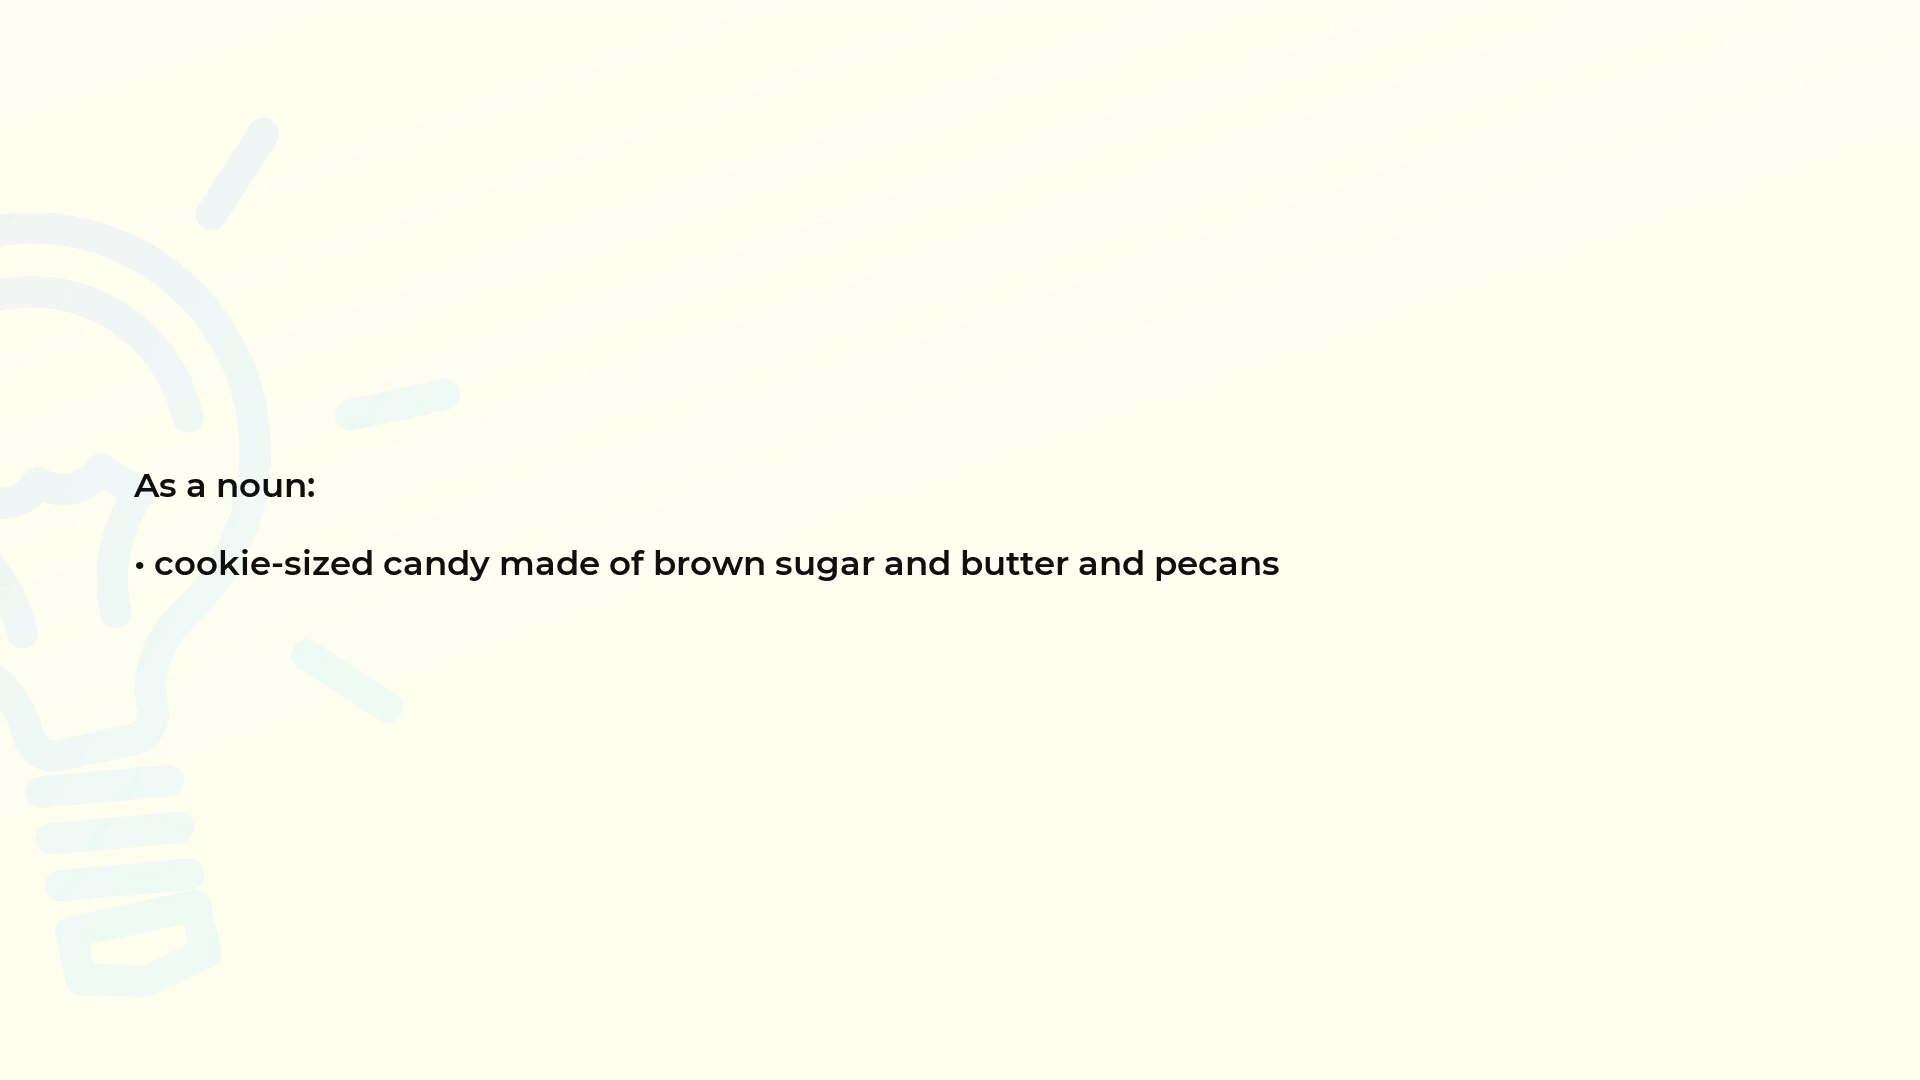 As a noun:
• cookie-sized candy made of brown sugar and butter and pecans